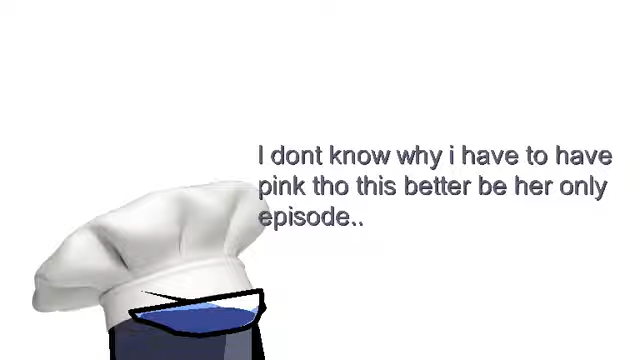 I dont know why i have to have
pink tho this better be her only
episode..